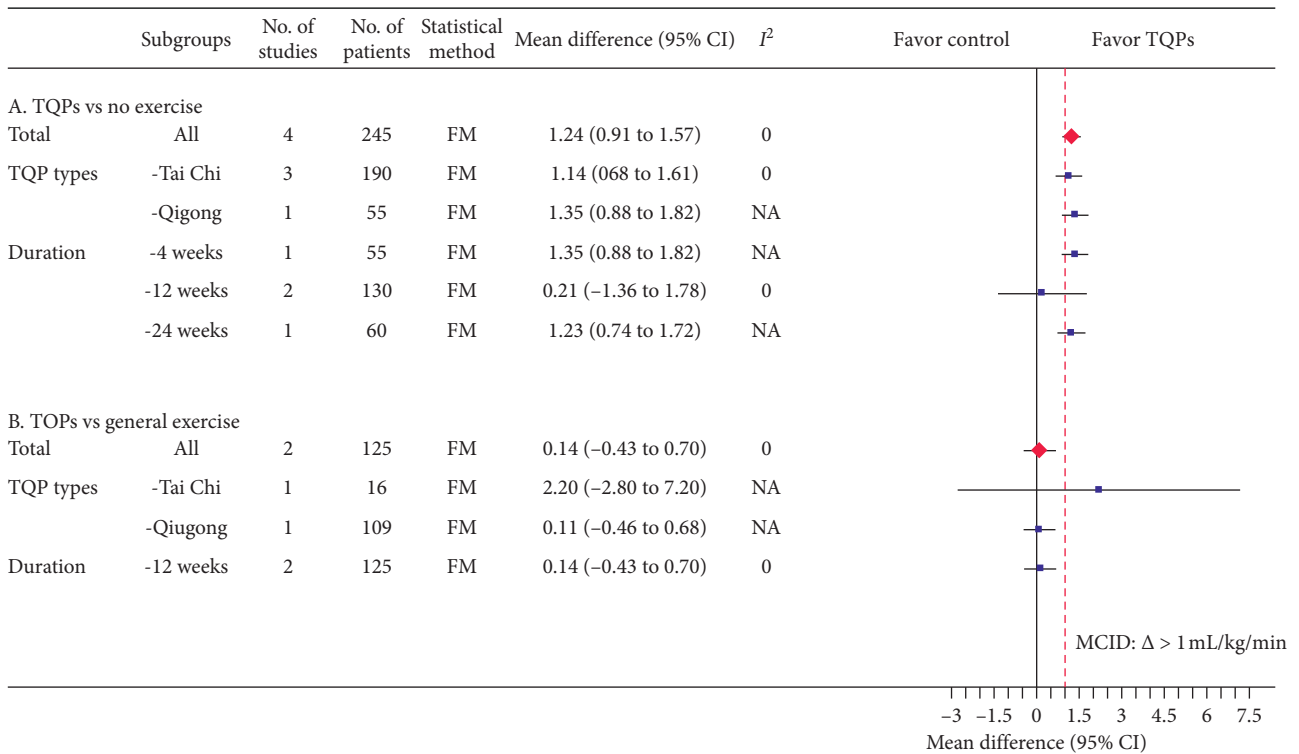 Subgroups No. of studies No. of patients Statistical method Mean difference (95% CI) I² Favor control Favor TQPs
A. TQPs vs no exercise
Total All 4 245 FM 1.24 (0.91 to 1.57) 0
TQP types -Tai Chi 3 190 FM 1.14 (068 to 1.61) 0
-Qigong 1 55 FM 1.35 (0.88 to 1.82) NA
Duration -4 weeks 1 55 FM 1.35 (0.88 to 1.82) NA
-12 weeks 2 130 FM 0.21 (–1.36 to 1.78) 0
-24 weeks 1 60 FM 1.23 (0.74 to 1.72) NA
B. TOPs vs general exercise
Total All 2 125 FM 0.14 (–0.43 to 0.70) 0
TQP types -Tai Chi 1 16 FM 2.20 (–2.80 to 7.20) NA
-Qiugong 1 109 FM 0.11 (–0.46 to 0.68) NA
Duration -12 weeks 2 125 FM 0.14 (–0.43 to 0.70) 0
MCID: Δ > 1 mL/kg/min
–3 –1.5 0 1.5 3 4.5 6 7.5
Mean difference (95% CI)